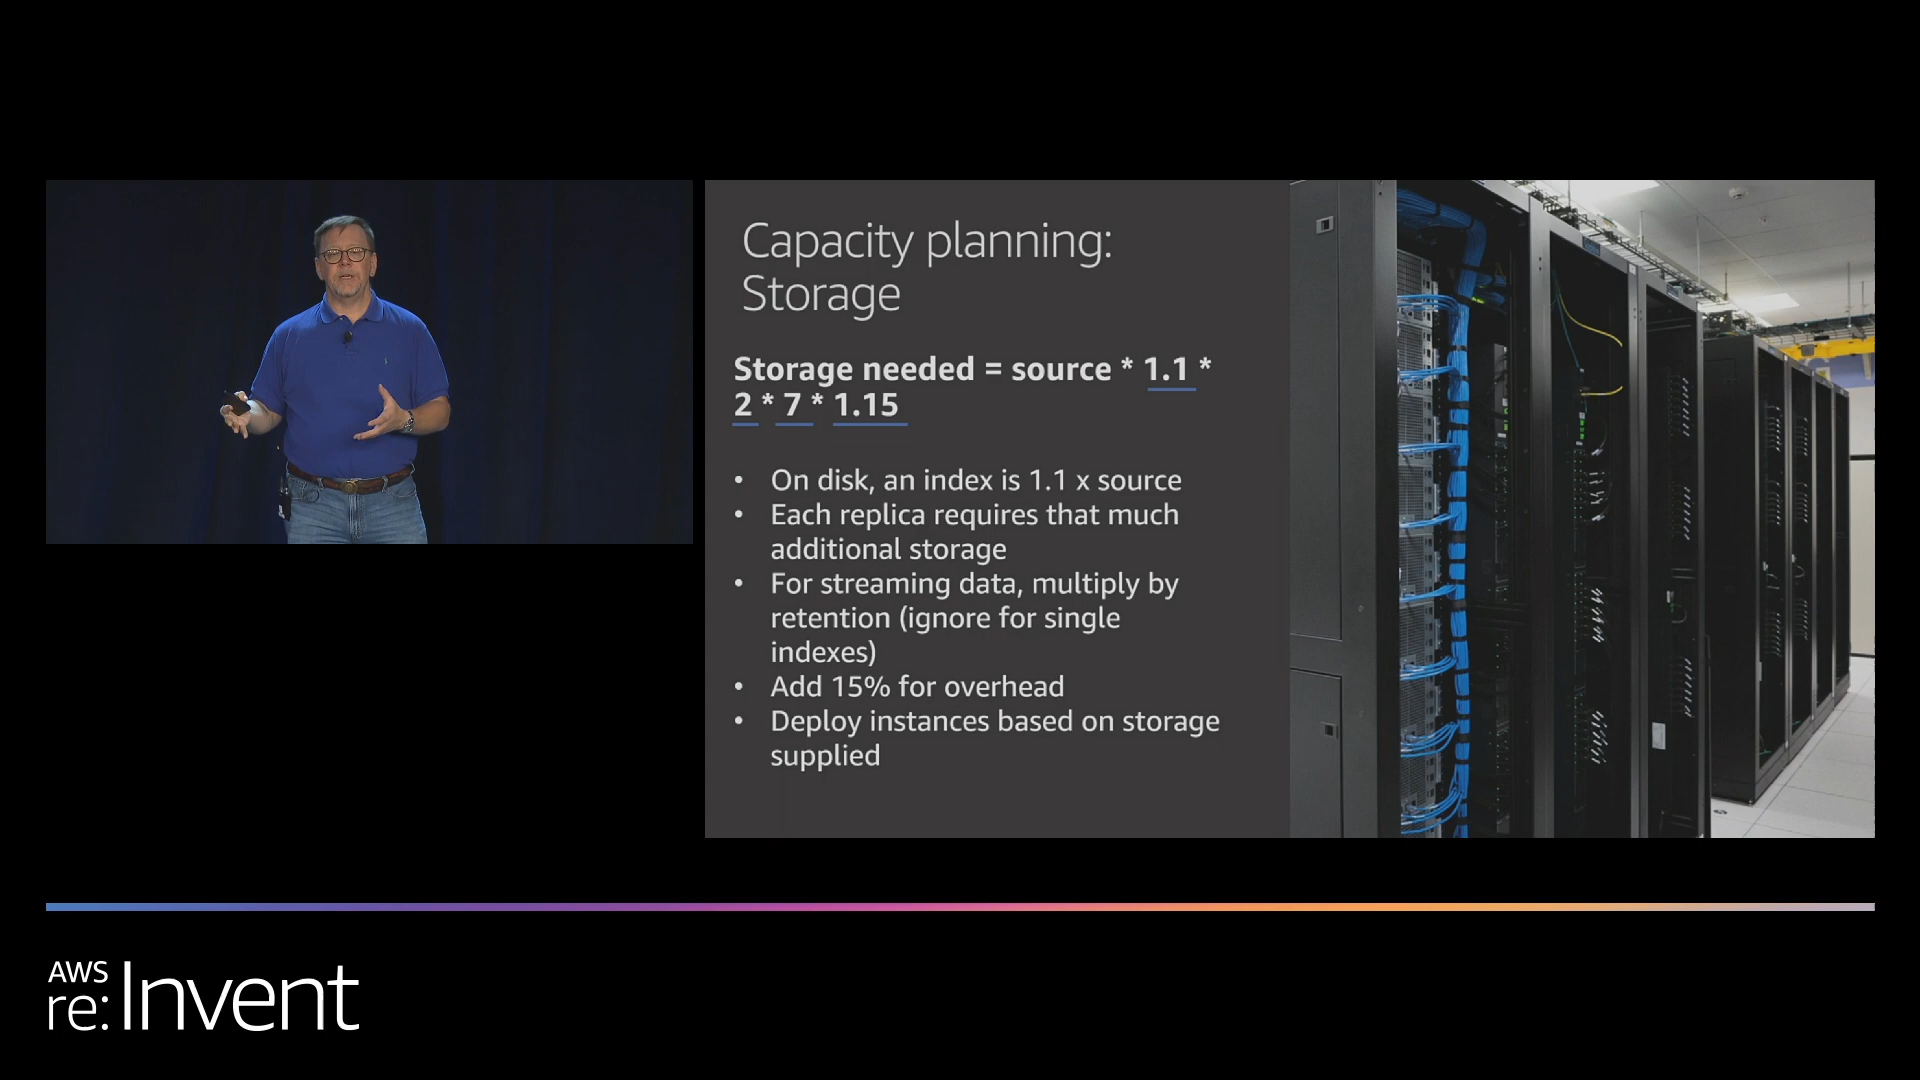 Capacity planning:
Storage
Storage needed = source * 1.1 *
2 * 7 * 1.15
• On disk, an index is 1.1 x source
• Each replica requires that much
additional storage
• For streaming data, multiply by
retention (ignore for single
indexes)
• Add 15% for overhead
• Deploy instances based on storage
supplied
AWS
re:Invent